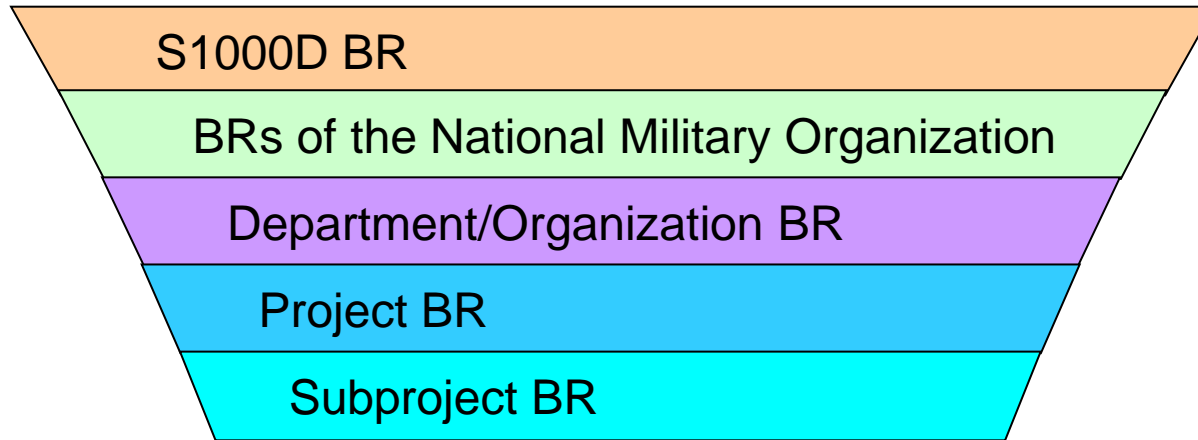 S1000D BR
BRs of the National Military Organization
Department/Organization BR
Project BR
Subproject BR